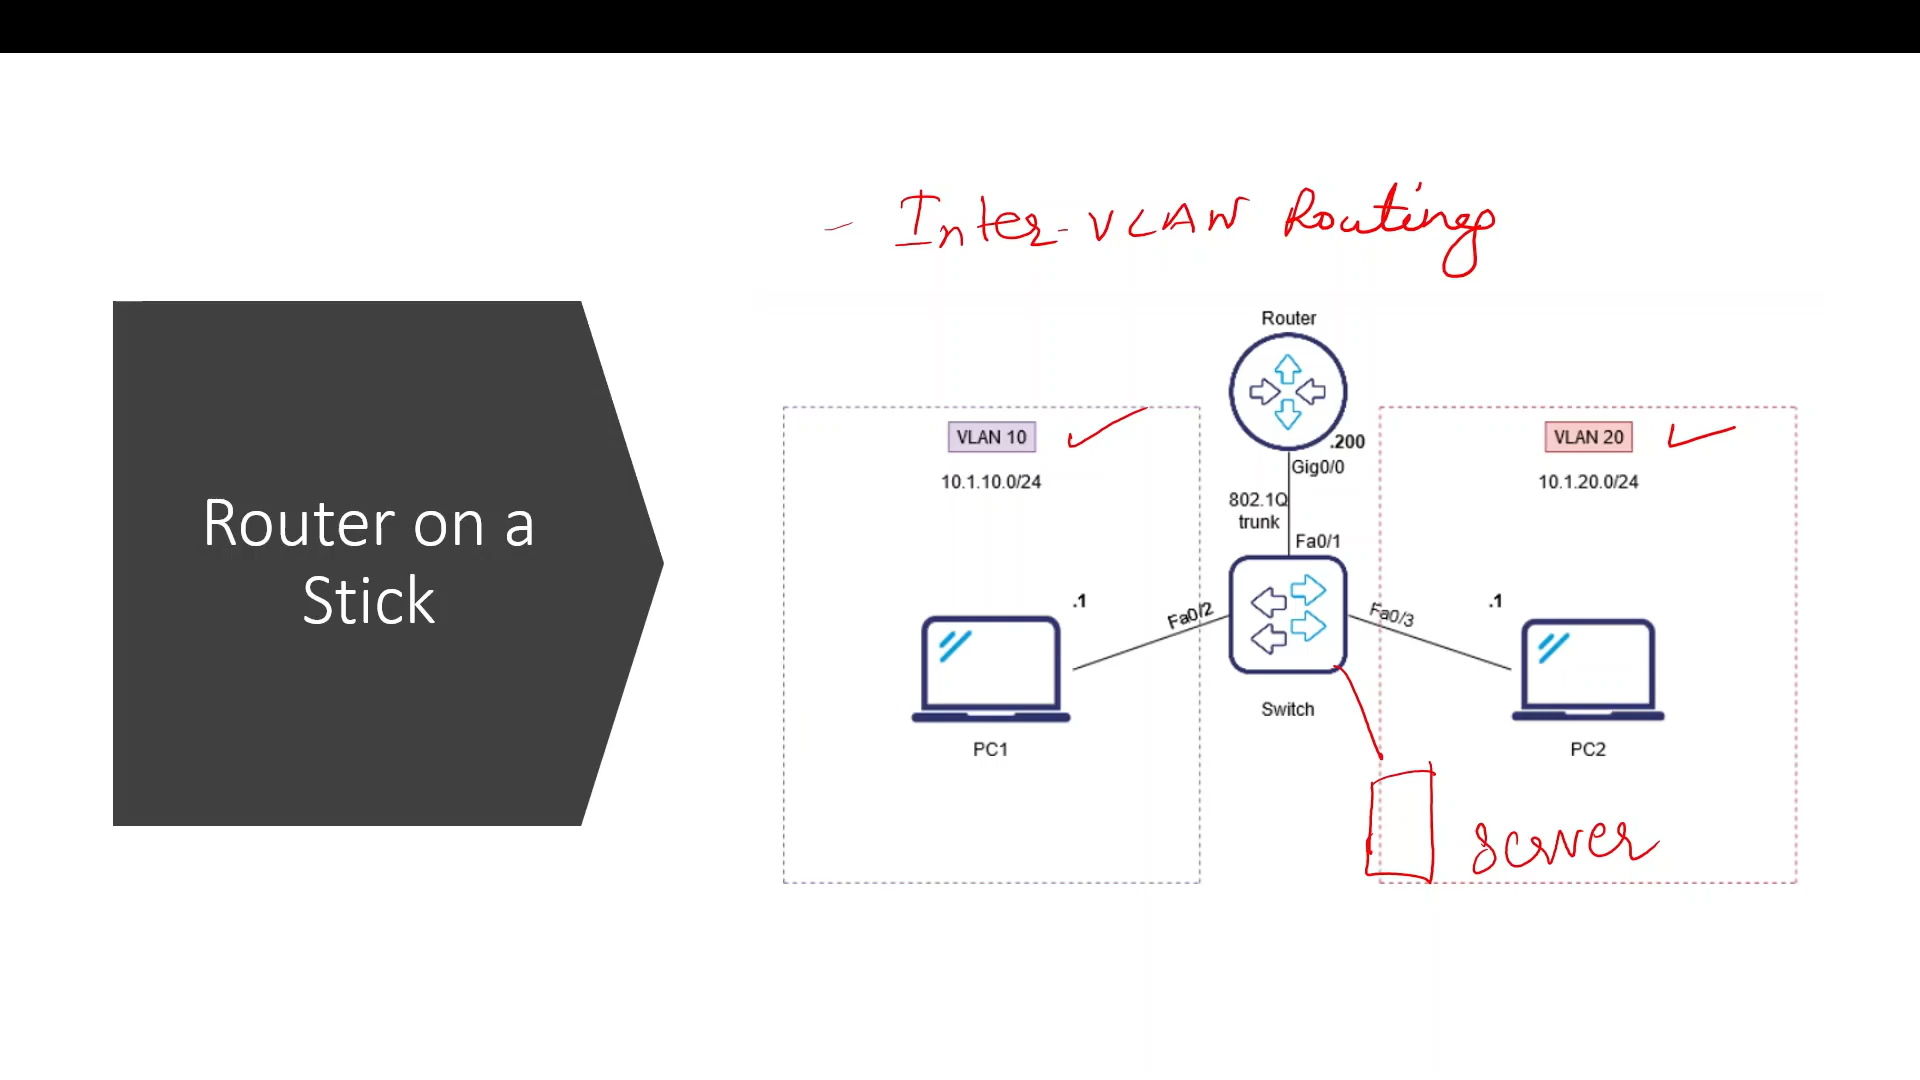 - Inter-VLAN Routing
Router on a
Stick
Router
VLAN 10
10.1.10.0/24
.200
Gig0/0
802.1Q
trunk
Fa0/1
VLAN 20
10.1.20.0/24
.1
Fa0/2
Fa0/3
.1
PC1
Switch
PC2
server